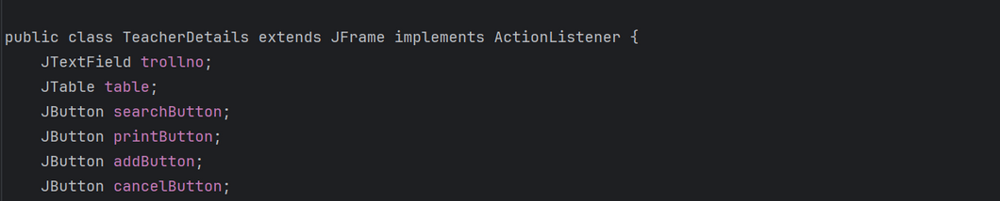 public class TeacherDetails extends JFrame implements ActionListener {
    JTextField trollno;
    JTable table;
    JButton searchButton;
    JButton printButton;
    JButton addButton;
    JButton cancelButton;